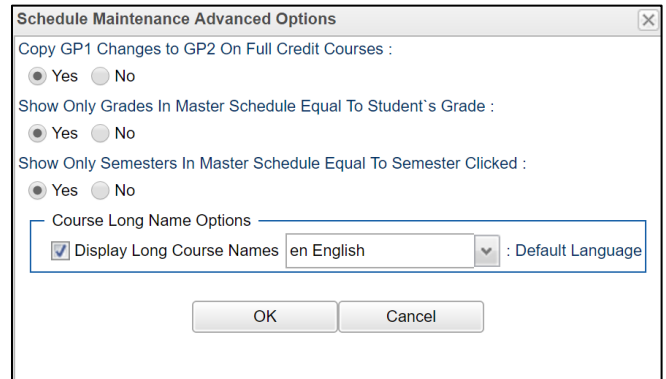 Schedule Maintenance Advanced Options
Copy GP1 Changes to GP2 On Full Credit Courses :
Yes No
Show Only Grades In Master Schedule Equal To Student`s Grade :
Yes No
Show Only Semesters In Master Schedule Equal To Semester Clicked :
Yes No
Course Long Name Options
Display Long Course Names en English : Default Language
OK Cancel